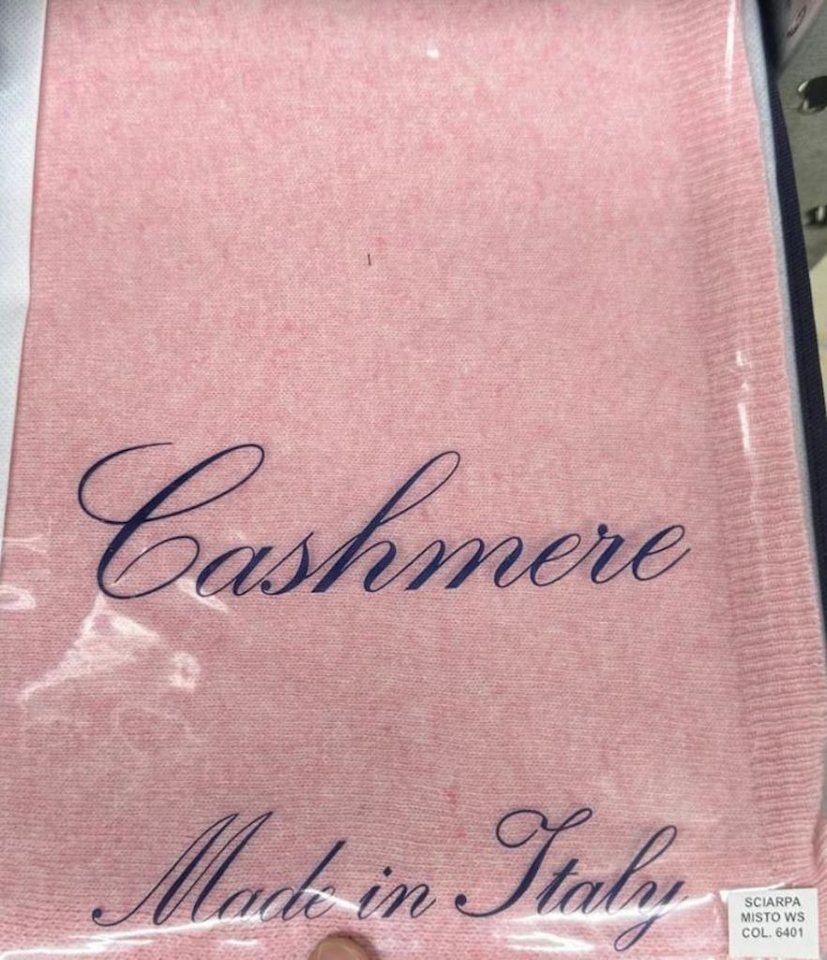 Cashmere
Made in Italy
SCIARPA
MISTO WS
COL. 6401